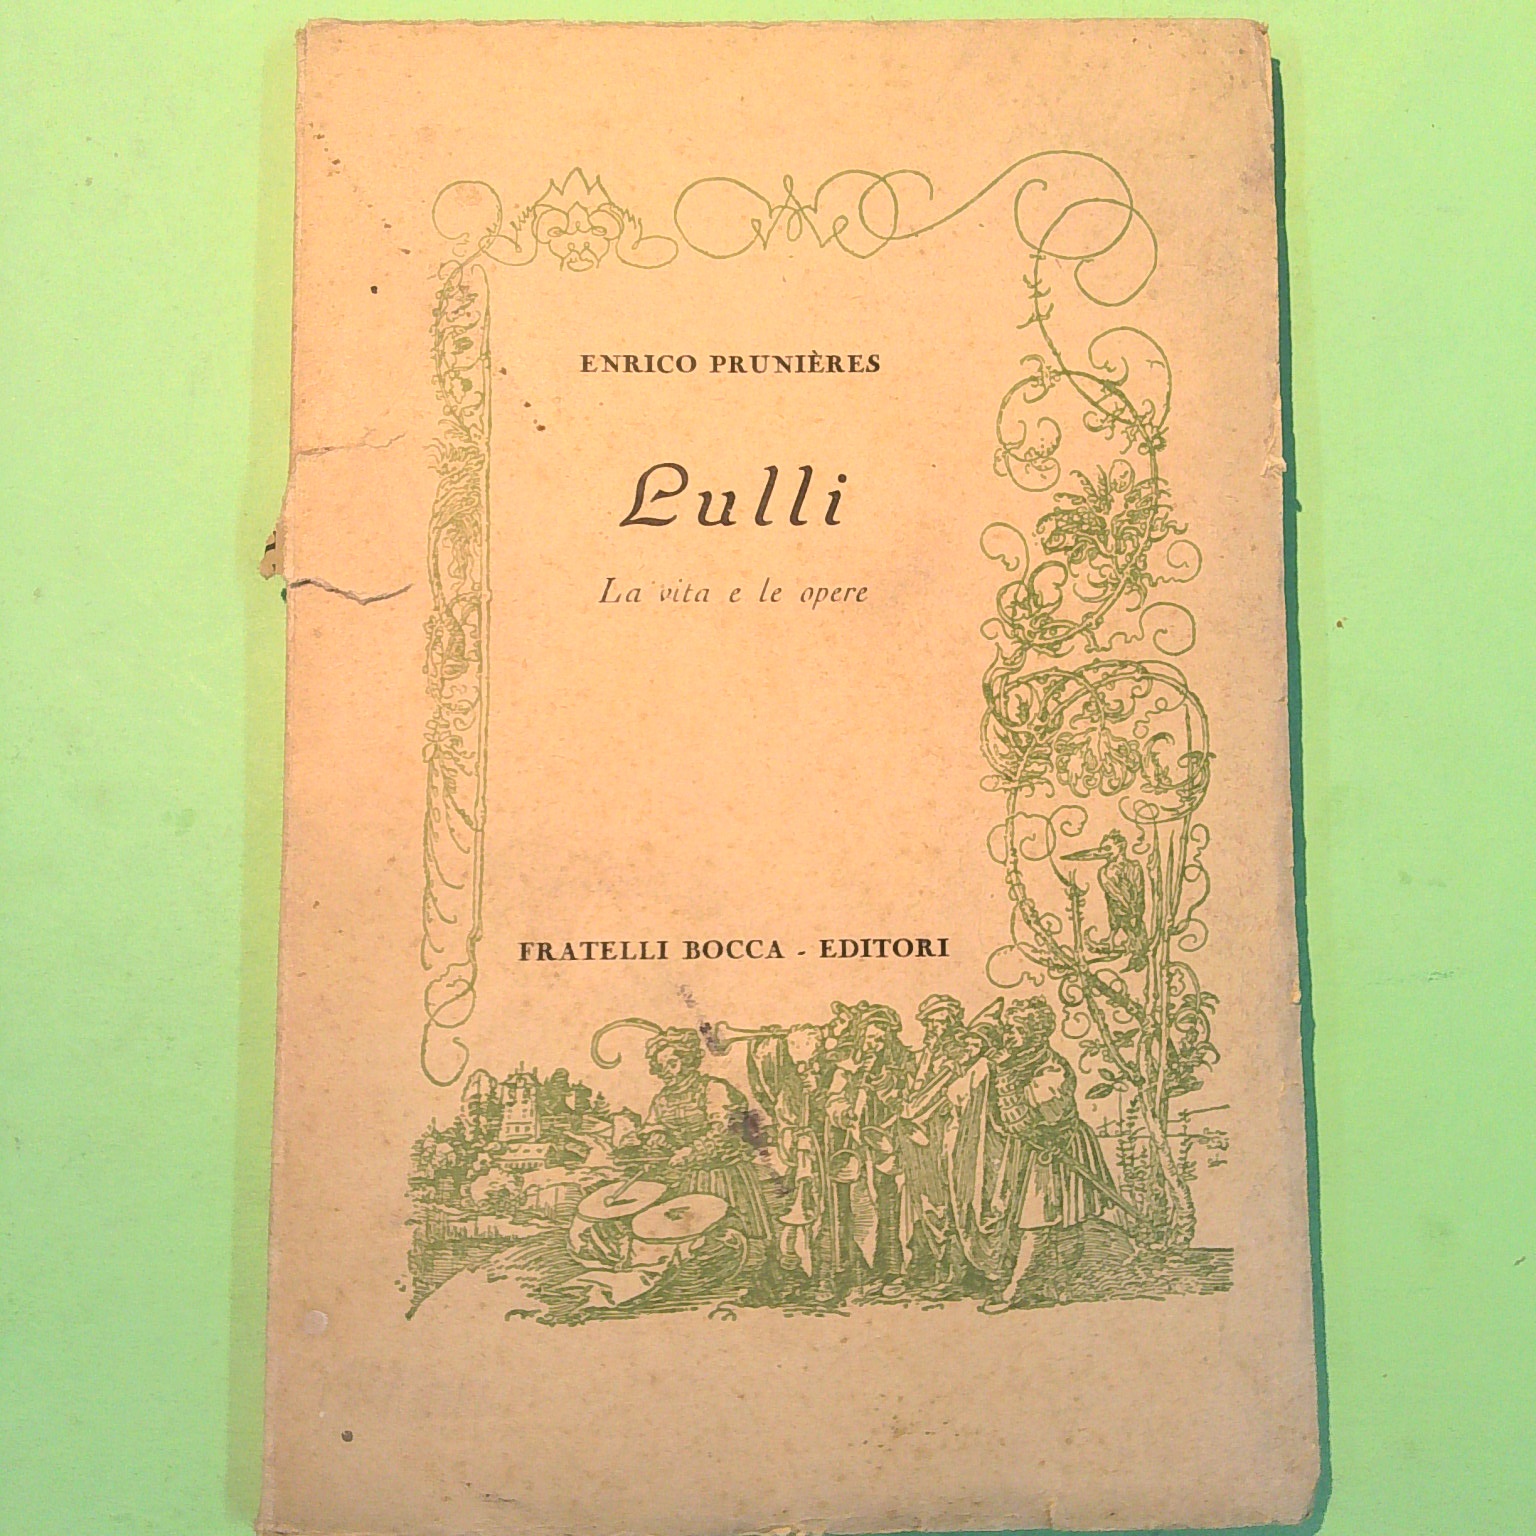 ENRICO PRUNIÈRES
Lulli
La vita e le opere
FRATELLI BOCCA - EDITORI